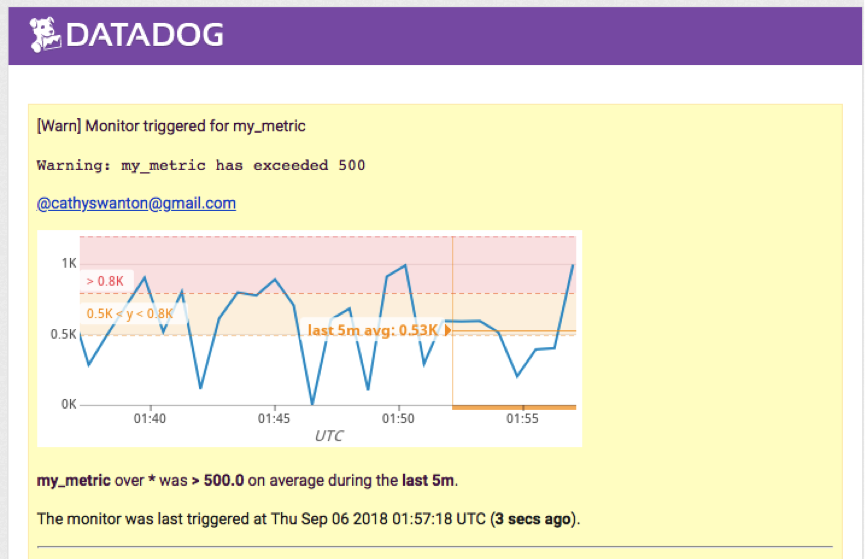 DATADOG
[Warn] Monitor triggered for my_metric
Warning: my_metric has exceeded 500
@cathyswanton@gmail.com
1K
> 0.8K
0.5K < y < 0.8K
0.5K
last 5m avg: 0.53K
0K
01:40 01:45 01:50 01:55
UTC
my_metric over * was > 500.0 on average during the last 5m.
The monitor was last triggered at Thu Sep 06 2018 01:57:18 UTC (3 secs ago).